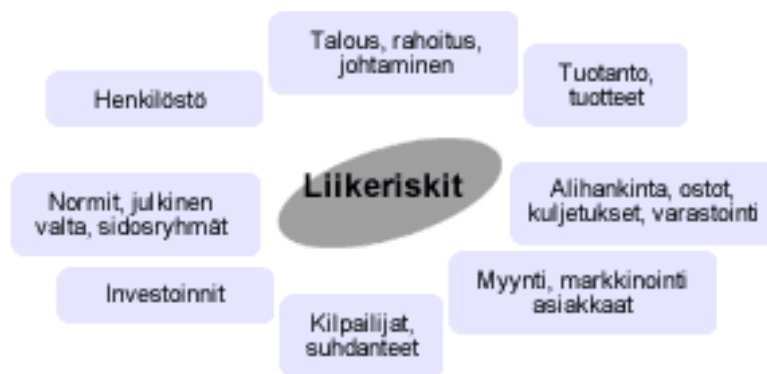 Talous, rahoitus,
johtaminen
Tuotanto,
tuotteet
Henkilöstö
Liikeriskit
Normit, julkinen
valta, sidosryhmät
Alihankinta, ostot,
kuljetukset, varastointi
Investoinnit
Myynti, markkinointi
asiakkaat
Kilpailijat,
suhdanteet